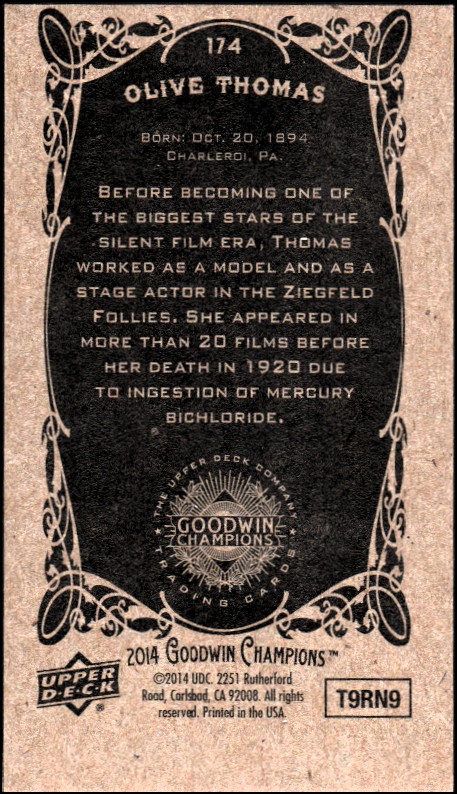 174
OLIVE THOMAS
BORN: OCT. 20, 1894
CHARLEROI, PA.
BEFORE BECOMING ONE OF
THE BIGGEST STARS OF THE
SILENT FILM ERA, THOMAS
WORKED AS A MODEL AND AS A
STAGE ACTOR IN THE ZIEGFELD
FOLLIES. SHE APPEARED IN
MORE THAN 20 FILMS BEFORE
HER DEATH IN 1920 DUE
TO INGESTION OF MERCURY
BICHLORIDE.
THE UPPER DECK COMPANY
GOODWIN
CHAMPIONS
TRADING CARDS
2014 GOODWIN CHAMPIONS™
UPPER
D·E·C·K®
©2014 UDC. 2251 Rutherford
Road, Carlsbad, CA 92008. All rights
reserved. Printed in the USA.
T9RN9